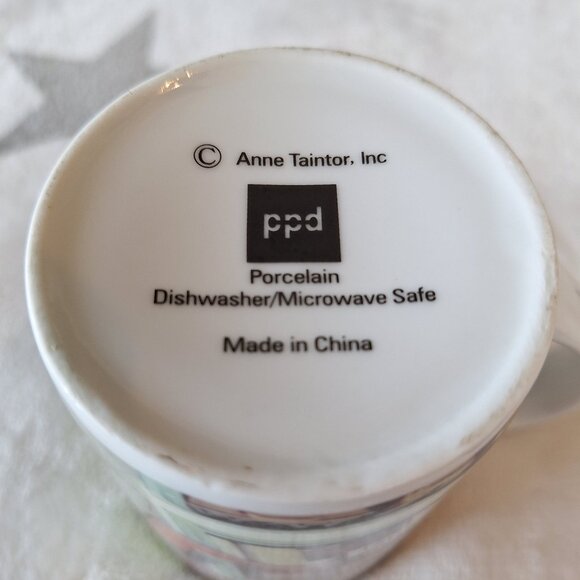 © Anne Taintor, Inc
ppd
Porcelain
Dishwasher/Microwave Safe
Made in China